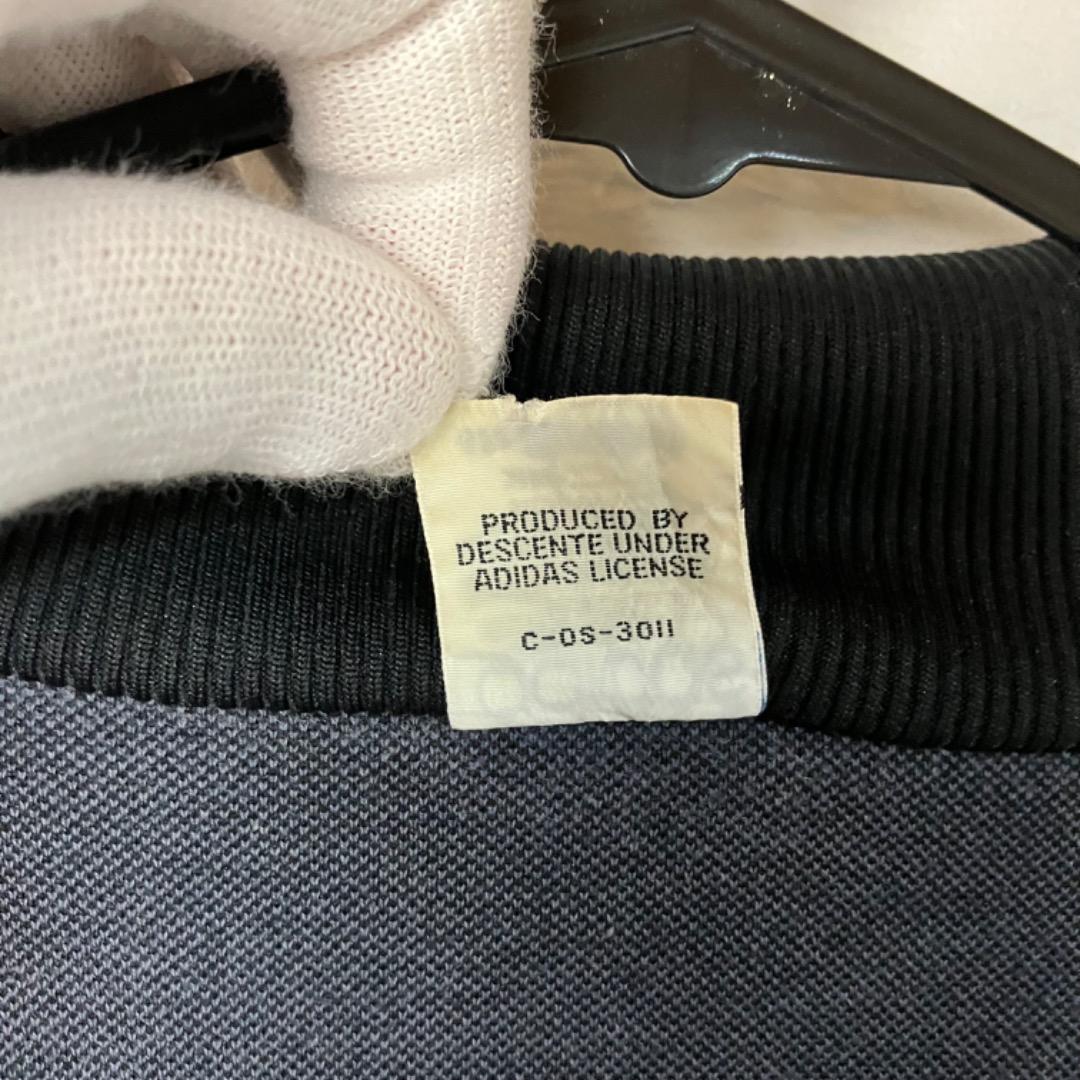 PRODUCED BY
DESCENTE UNDER
ADIDAS LICENSE
C-OS-3011